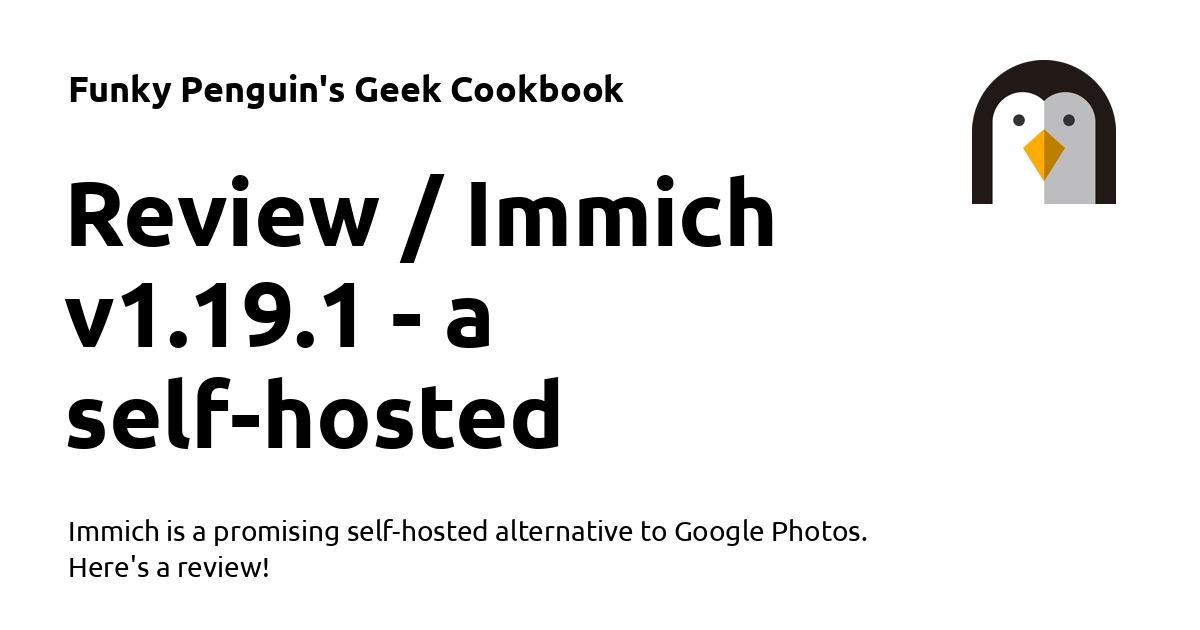 Funky Penguin's Geek Cookbook
Review / Immich
v1.19.1 - a
self-hosted
Immich is a promising self-hosted alternative to Google Photos.
Here's a review!